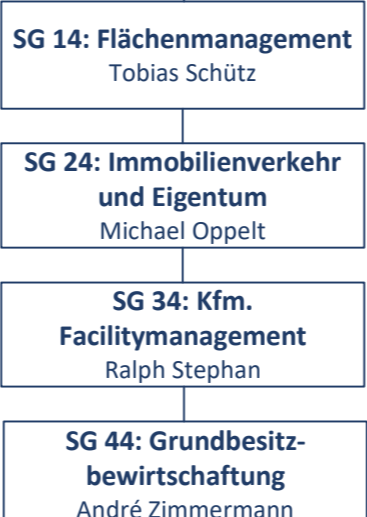 SG 14: Flächenmanagement
Tobias Schütz
SG 24: Immobilienverkehr
und Eigentum
Michael Oppelt
SG 34: Kfm.
Facilitymanagement
Ralph Stephan
SG 44: Grundbesitz-
bewirtschaftung
André Zimmermann